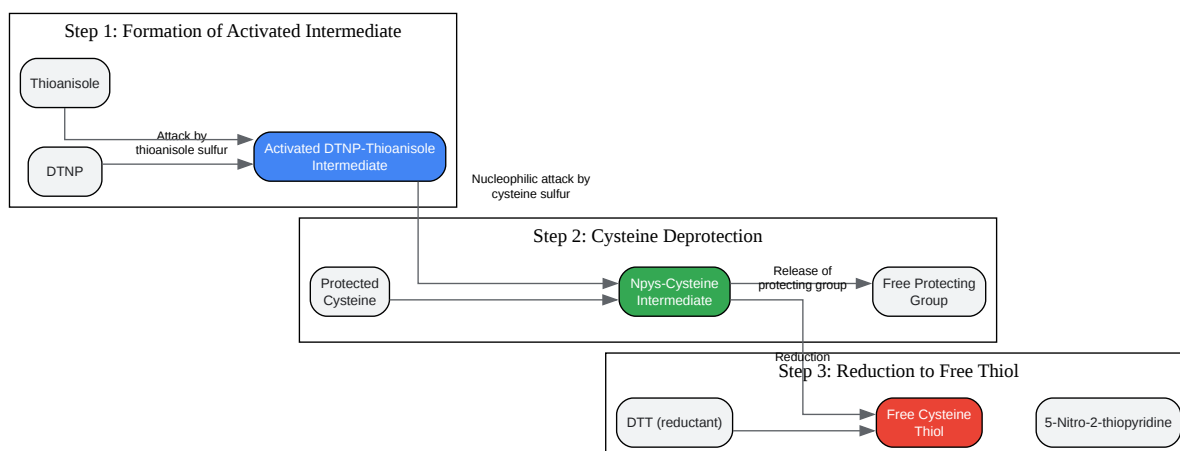 Step 1: Formation of Activated Intermediate
Thioanisole
Attack by
thioanisole sulfur
DTNP
Activated DTNP-Thioanisole
Intermediate
Nucleophilic attack by
cysteine sulfur
Step 2: Cysteine Deprotection
Protected
Cysteine
Npys-Cysteine
Intermediate
Release of
protecting group
Free Protecting
Group
Reduction
Step 3: Reduction to Free Thiol
DTT (reductant)
Free Cysteine
Thiol
5-Nitro-2-thiopyridine